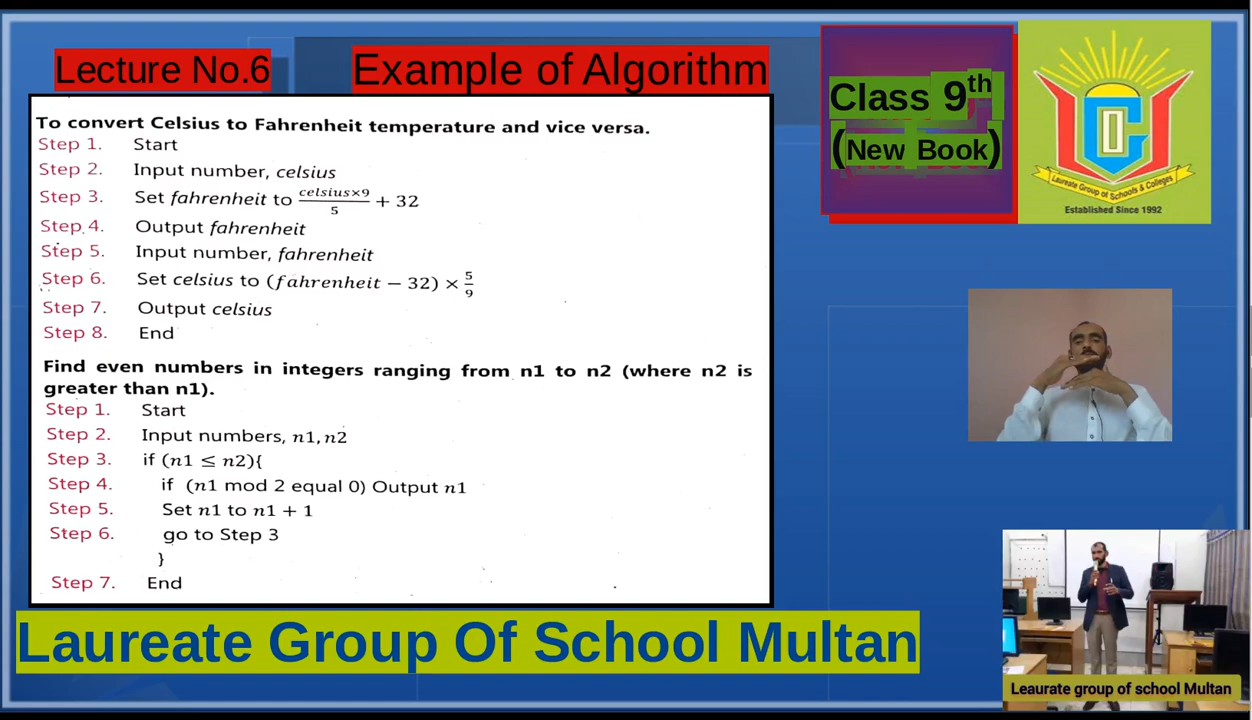 Lecture No.6
Example of Algorithm
Class 9th
(New Book)
Laureate Group of Schools & Colleges
Established Since 1992
To convert Celsius to Fahrenheit temperature and vice versa.
Step 1. Start
Step 2. Input number, celsius
Step 3. Set fahrenheit to celsius×9/5 + 32
Step 4. Output fahrenheit
Step 5. Input number, fahrenheit
Step 6. Set celsius to (fahrenheit − 32) × 5/9
Step 7. Output celsius
Step 8. End
Find even numbers in integers ranging from n1 to n2 (where n2 is
greater than n1).
Step 1. Start
Step 2. Input numbers, n1, n2
Step 3. if (n1 ≤ n2){
Step 4. if (n1 mod 2 equal 0) Output n1
Step 5. Set n1 to n1 + 1
Step 6. go to Step 3
}
Step 7. End
Laureate Group Of School Multan
Leaurate group of school Multan